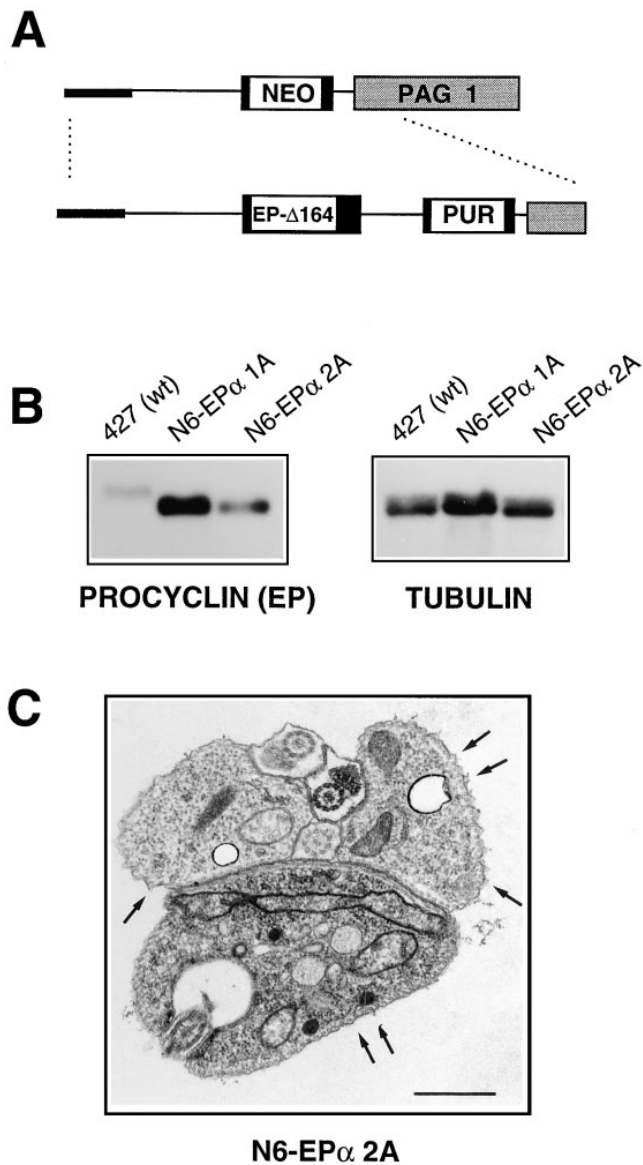 A
NEO
PAG 1
EP-Δ164
PUR
B
427 (wt)
N6-EPα 1A
N6-EPα 2A
427 (wt)
N6-EPα 1A
N6-EPα 2A
PROCYCLIN (EP)
TUBULIN
C
N6-EPα 2A